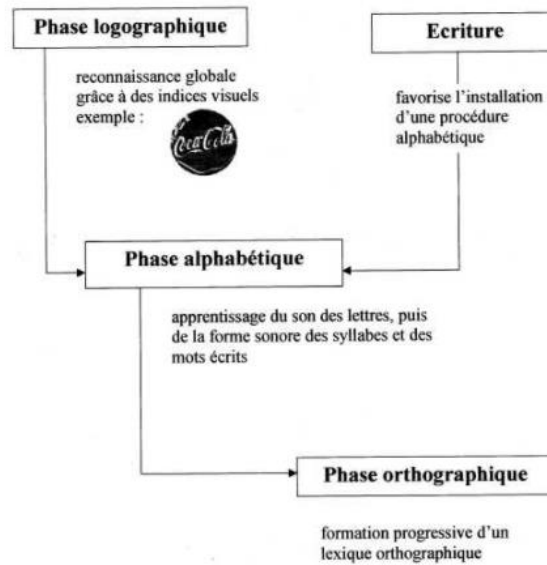 Phase logographique
Ecriture
reconnaissance globale
grâce à des indices visuels
exemple :
Coca-Cola
favorise l'installation
d'une procédure
alphabétique
Phase alphabétique
apprentissage du son des lettres, puis
de la forme sonore des syllabes et des
mots écrits
Phase orthographique
formation progressive d'un
lexique orthographique